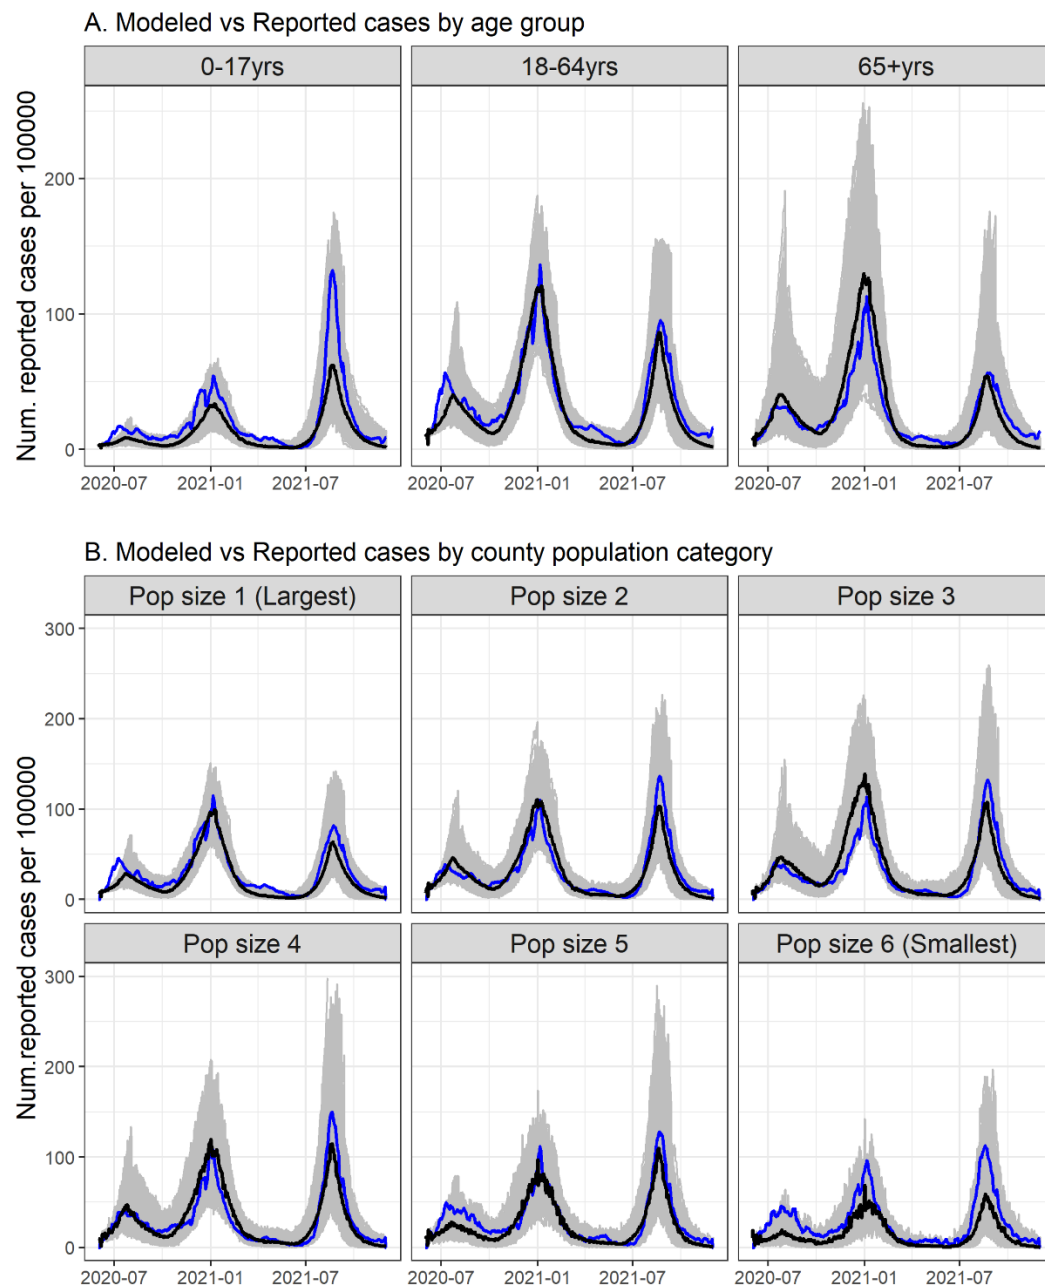 A. Modeled vs Reported cases by age group
0-17yrs 18-64yrs 65+yrs
Num. reported cases per 100000
200
100
0
2020-07 2021-01 2021-07 2020-07 2021-01 2021-07 2020-07 2021-01 2021-07
B. Modeled vs Reported cases by county population category
Pop size 1 (Largest) Pop size 2 Pop size 3
300
200
100
0
Num.reported cases per 100000
Pop size 4 Pop size 5 Pop size 6 (Smallest)
300
200
100
0
2020-07 2021-01 2021-07 2020-07 2021-01 2021-07 2020-07 2021-01 2021-07